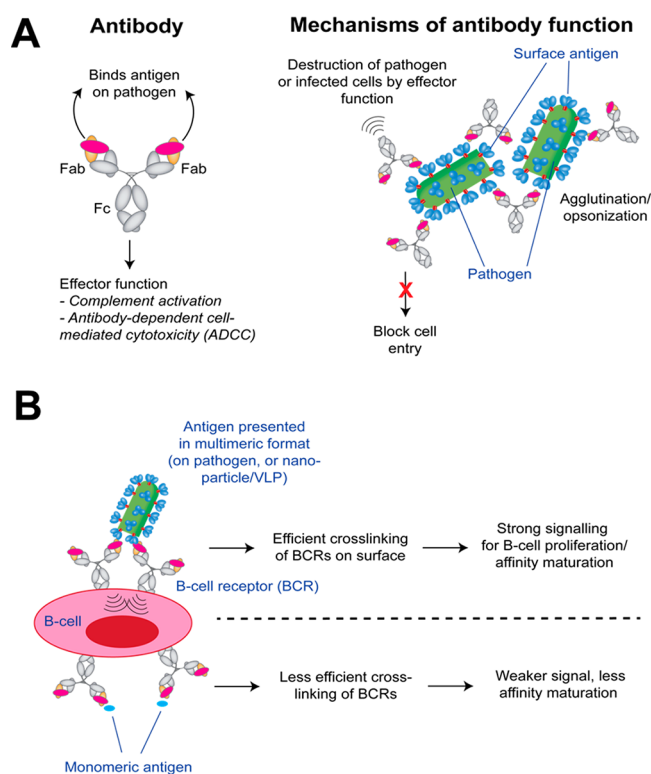 A
Antibody
Binds antigen
on pathogen
Fab
Fab
Fc
Effector function
- Complement activation
- Antibody-dependent cell-
mediated cytotoxicity (ADCC)
Mechanisms of antibody function
Destruction of pathogen
or infected cells by effector
function
Surface antigen
Agglutination/
opsonization
Pathogen
X
Block cell
entry
B
Antigen presented
in multimeric format
(on pathogen, or nano-
particle/VLP)
Efficient crosslinking
of BCRs on surface
Strong signalling
for B-cell proliferation/
affinity maturation
B-cell receptor (BCR)
B-cell
Less efficient cross-
linking of BCRs
Weaker signal, less
affinity maturation
Monomeric antigen